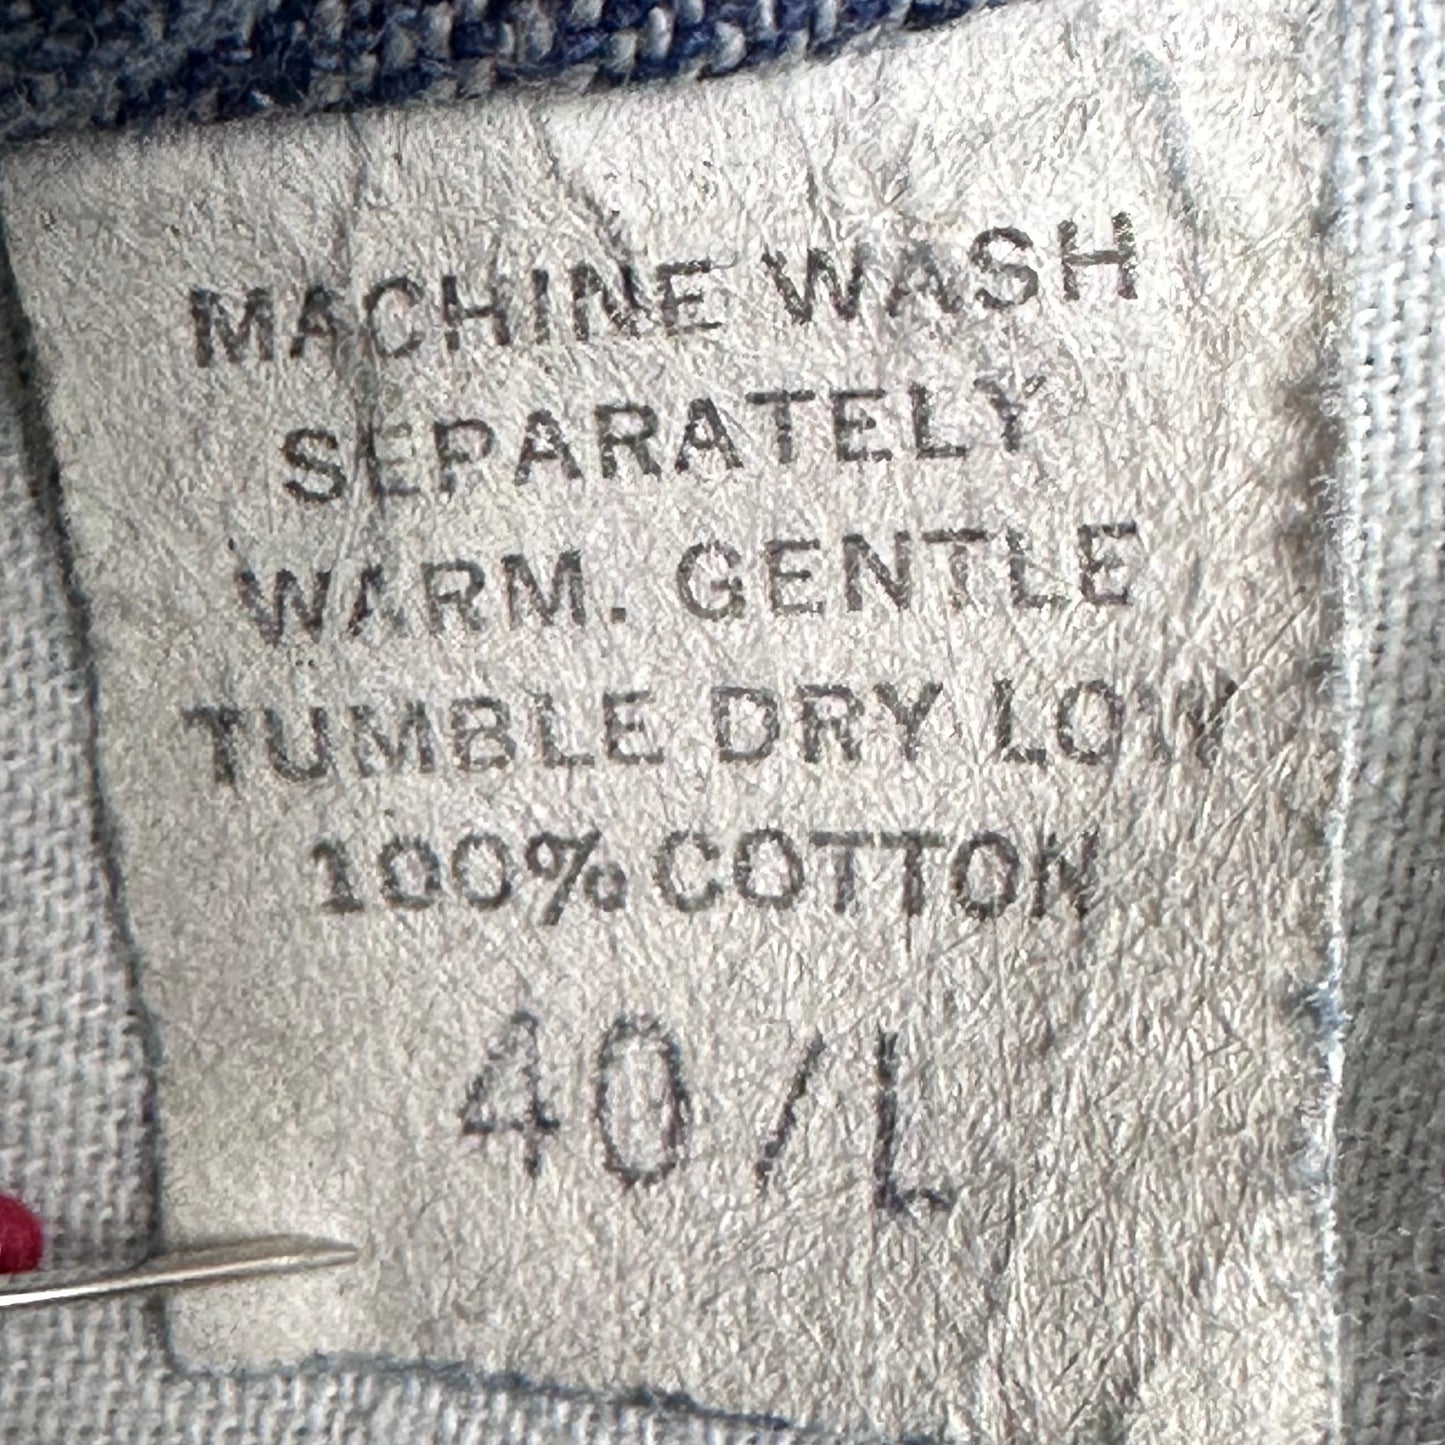 MACHINE WASH
SEPARATELY
WARM. GENTLE
TUMBLE DRY LOW
100% COTTON
40/L